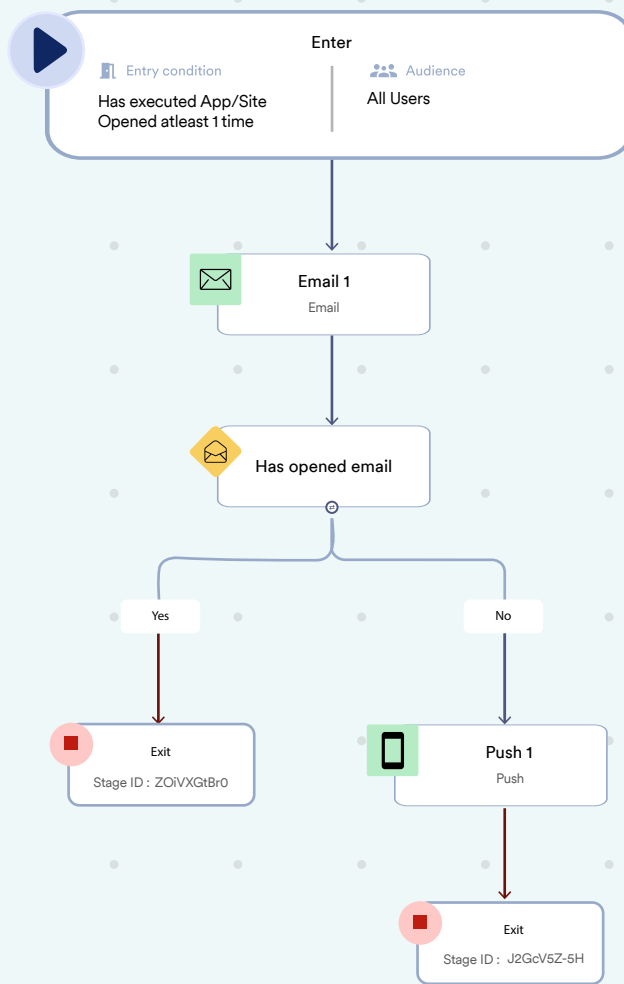 Enter
Entry condition
Audience
Has executed App/Site
Opened atleast 1 time
All Users
Email 1
Email
Has opened email
Yes
No
Exit
Stage ID : ZOiVXGtBr0
Push 1
Push
Exit
Stage ID : J2GcV5Z-5H